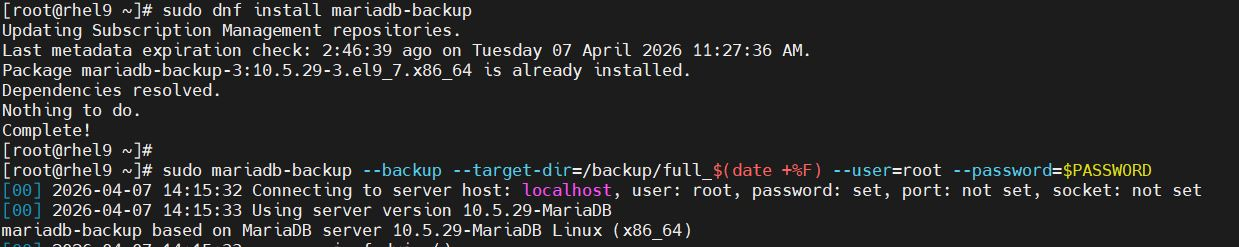 [root@rhel9 ~]# sudo dnf install mariadb-backup
Updating Subscription Management repositories.
Last metadata expiration check: 2:46:39 ago on Tuesday 07 April 2026 11:27:36 AM.
Package mariadb-backup-3:10.5.29-3.el9_7.x86_64 is already installed.
Dependencies resolved.
Nothing to do.
Complete!
[root@rhel9 ~]#
[root@rhel9 ~]# sudo mariadb-backup --backup --target-dir=/backup/full_$(date +%F) --user=root --password=$PASSWORD
[00] 2026-04-07 14:15:32 Connecting to server host: localhost, user: root, password: set, port: not set, socket: not set
[00] 2026-04-07 14:15:33 Using server version 10.5.29-MariaDB
mariadb-backup based on MariaDB server 10.5.29-MariaDB Linux (x86_64)